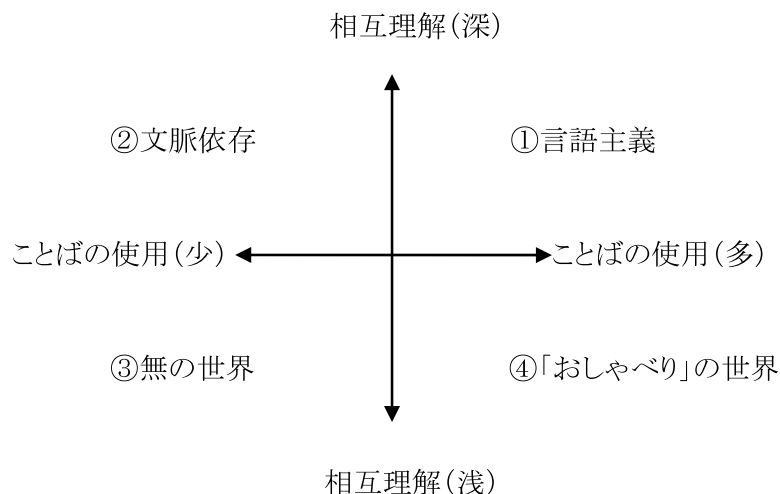 相互理解(深)
②文脈依存
①言語主義
ことばの使用(少)
ことばの使用(多)
③無の世界
④「おしゃべり」の世界
相互理解(浅)